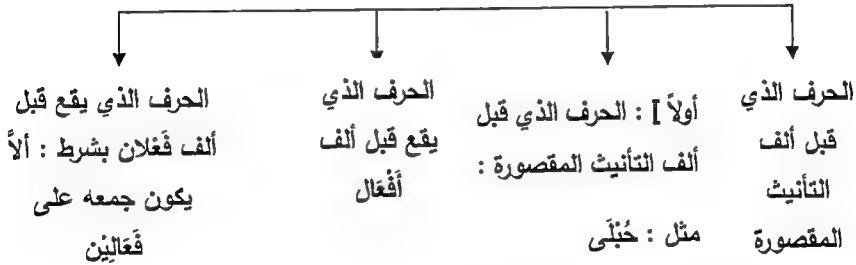 الحرف الذي
قبل ألف
التأنيث
المقصورة
أولاً ] : الحرف الذي قبل
ألف التأنيث المقصورة :
مثل : حُبْلَى
الحرف الذي
يقع قبل ألف
أَفْعَال
الحرف الذي يقع قبل
ألف فَعْلان بشرط : ألاَّ
يكون جمعه على
فَعَالِيْن